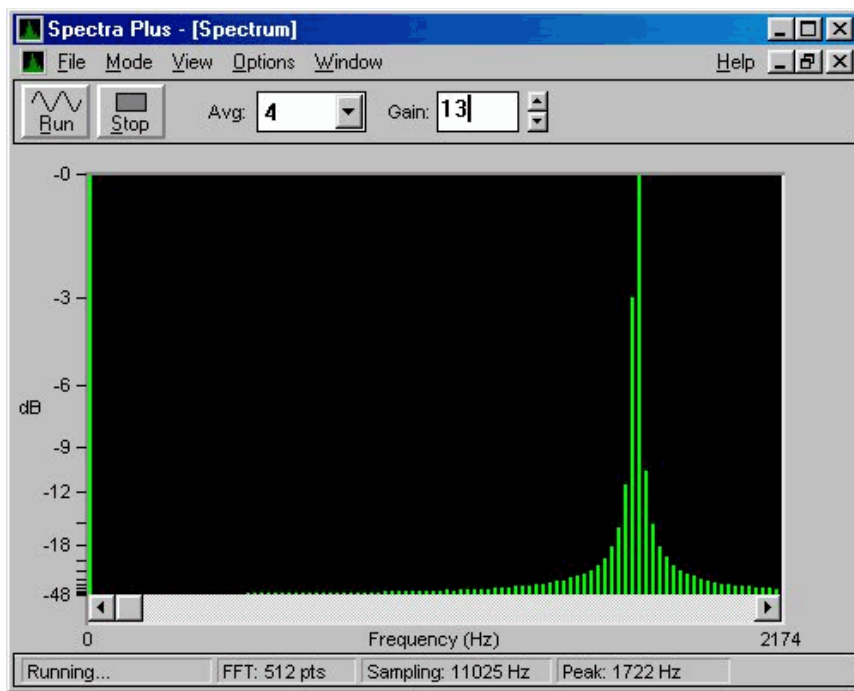 Spectra Plus - [Spectrum]
File Mode View Options Window Help
Run Stop Avg: 4 Gain: 13
-0
-3
-6
dB
-9
-12
-18
-48
0 Frequency (Hz) 2174
Running... FFT: 512 pts Sampling: 11025 Hz Peak: 1722 Hz